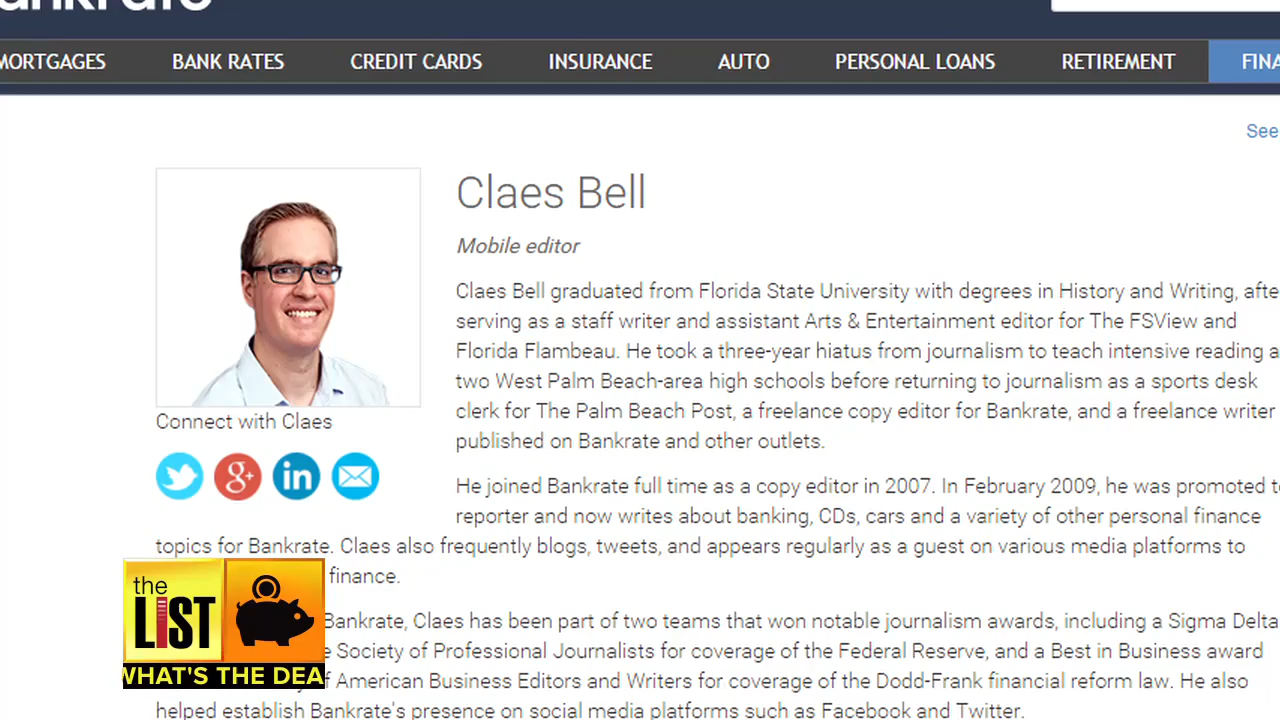 MORTGAGES BANK RATES CREDIT CARDS INSURANCE AUTO PERSONAL LOANS RETIREMENT
See
Claes Bell
Mobile editor
Claes Bell graduated from Florida State University with degrees in History and Writing,
serving as a staff writer and assistant Arts & Entertainment editor for The FSView and
Florida Flambeau. He took a three-year hiatus from journalism to teach intensive reading
two West Palm Beach-area high schools before returning to journalism as a sports desk
clerk for The Palm Beach Post, a freelance copy editor for Bankrate, and a freelance writer
published on Bankrate and other outlets.
Connect with Claes
He joined Bankrate full time as a copy editor in 2007. In February 2009, he was promoted
reporter and now writes about banking, CDs, cars and a variety of other personal finance
topics for Bankrate. Claes also frequently blogs, tweets, and appears regularly as a guest on various media platforms to
finance.
Bankrate, Claes has been part of two teams that won notable journalism awards, including a Sigma Delta
Society of Professional Journalists for coverage of the Federal Reserve, and a Best in Business award
of American Business Editors and Writers for coverage of the Dodd-Frank financial reform law. He also
helped establish Bankrate's presence on social media platforms such as Facebook and Twitter.
the
LIST
WHAT'S THE DEA